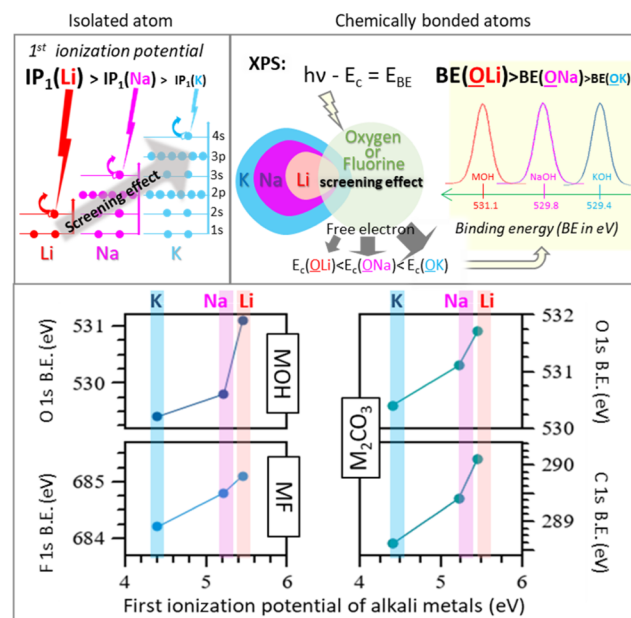 Isolated atom
Chemically bonded atoms
1st ionization potential
IP1(Li) > IP1(Na) > IP1(K)
4s
3p
3s
2p
2s
1s
Screening effect
Li
Na
K
XPS:
hν - Ec = EBE
Oxygen
or
Fluorine
screening effect
K Na Li
Free electron
Ec(OLi)<Ec(ONa)< Ec(OK)
BE(OLi)>BE(ONa)>BE(OK)
MOH
NaOH
KOH
531.1
529.8
529.4
Binding energy (BE in eV)
K
Na
Li
O 1s B.E. (eV)
531
530
MOH
F 1s B.E. (eV)
685
684
MF
4
5
6
K
Na
Li
532
531
530
O 1s B.E. (eV)
M2CO3
290
289
C 1s B.E. (eV)
4
5
6
First ionization potential of alkali metals (eV)